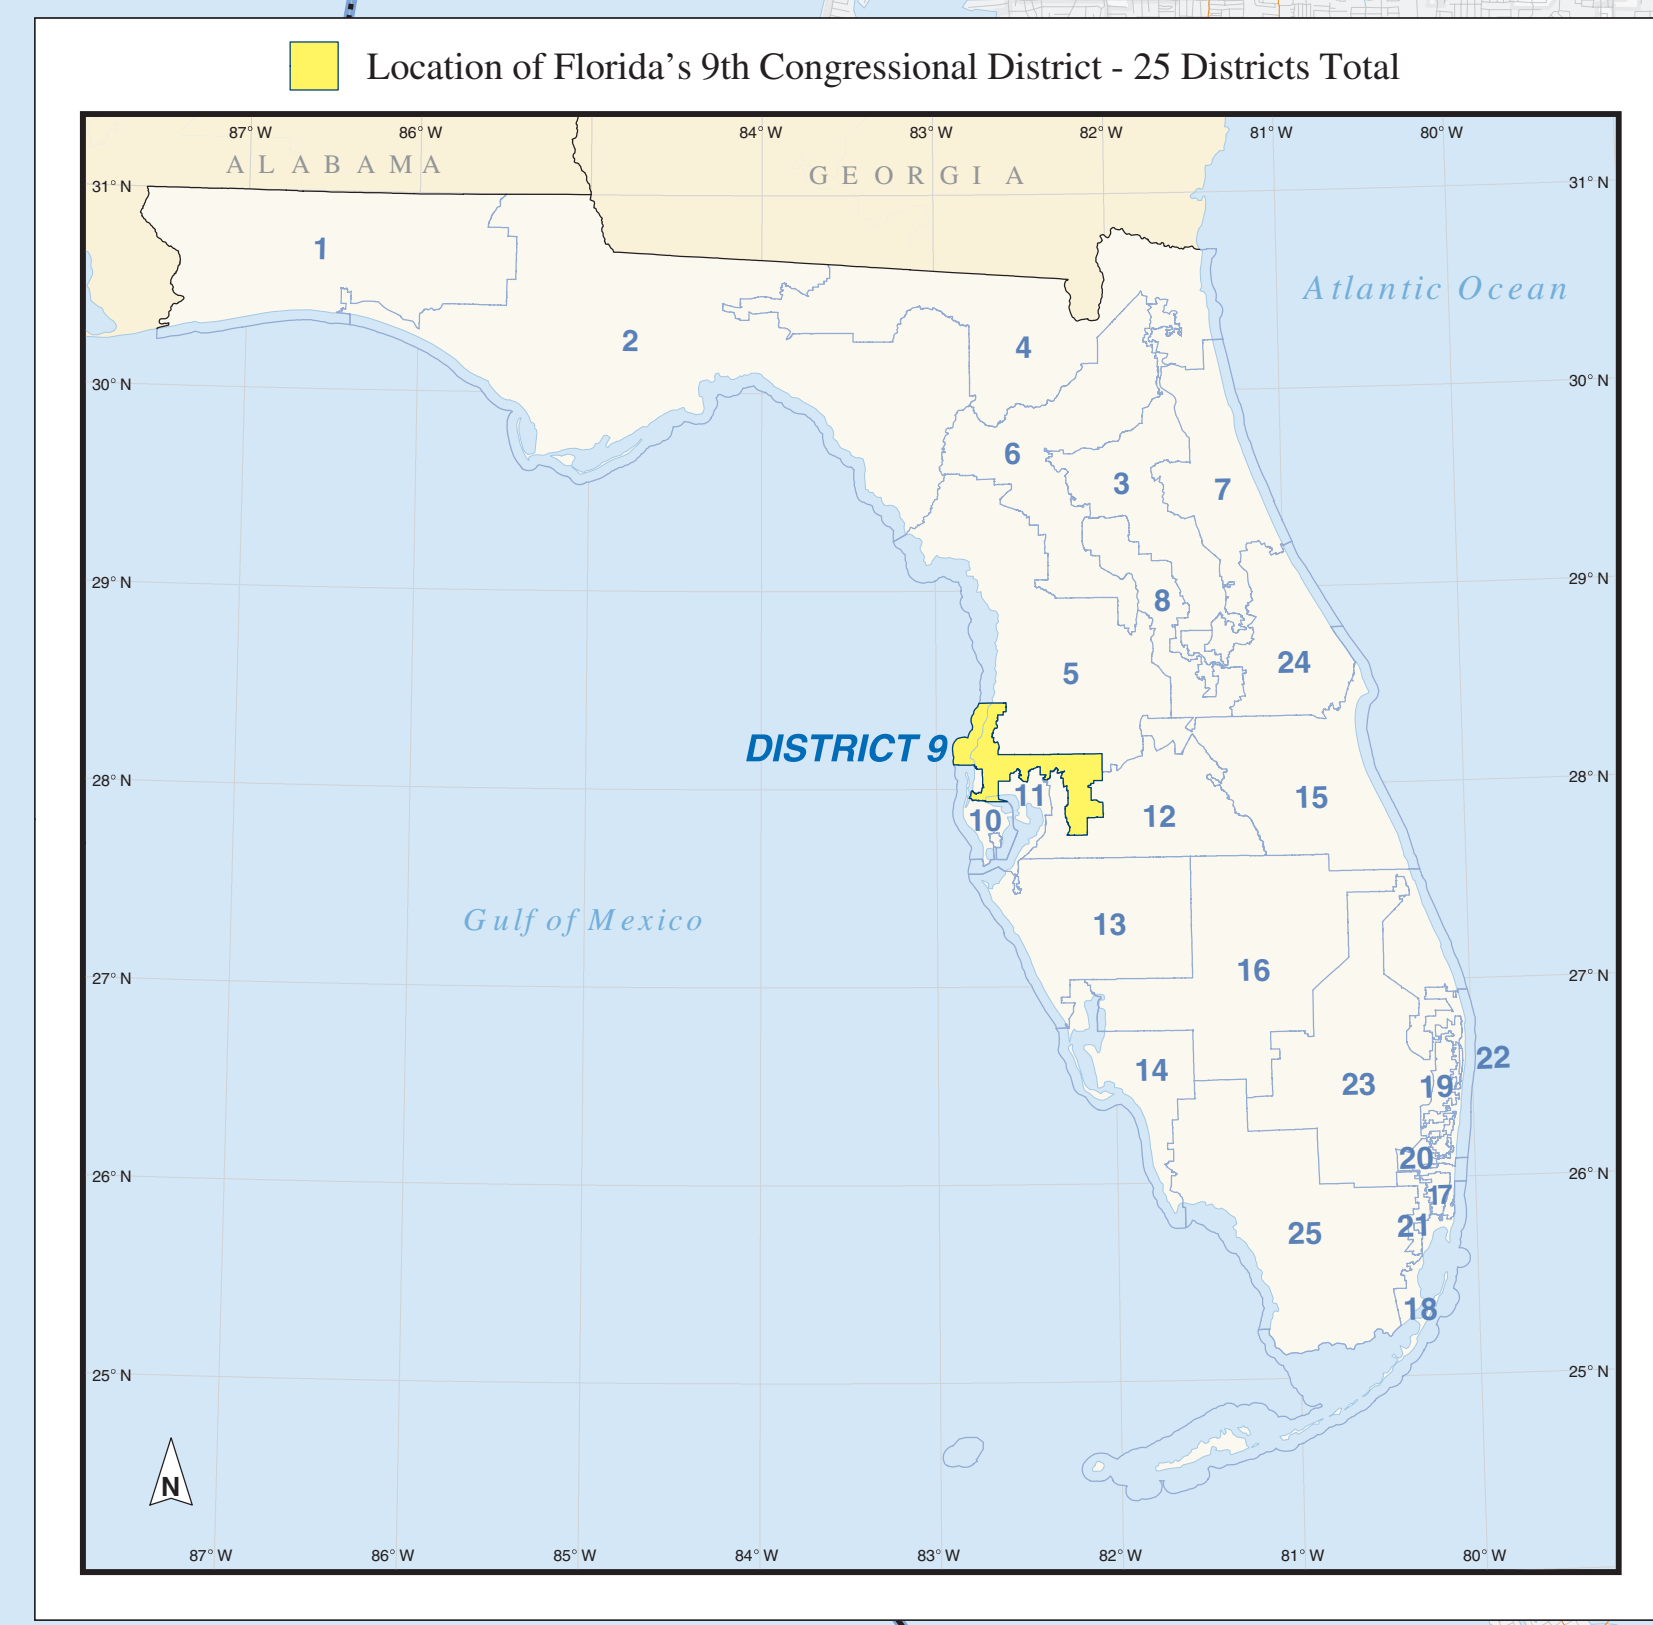 Location of Florida’s 9th Congressional District - 25 Districts Total
87° W 86° W 84° W 83° W 82° W 81° W 80° W
ALABAMA
GEORGIA
31° N 31° N
1
Atlantic Ocean
2
4
30° N 30° N
6
3
7
29° N 29° N
8
24
5
DISTRICT 9
28° N 28° N
11
15
10
12
Gulf of Mexico
13
16
27° N 27° N
22
14
23
19
20
26° N 26° N
17
21
25
18
25° N 25° N
N
87° W 86° W 85° W 84° W 83° W 82° W 81° W 80° W